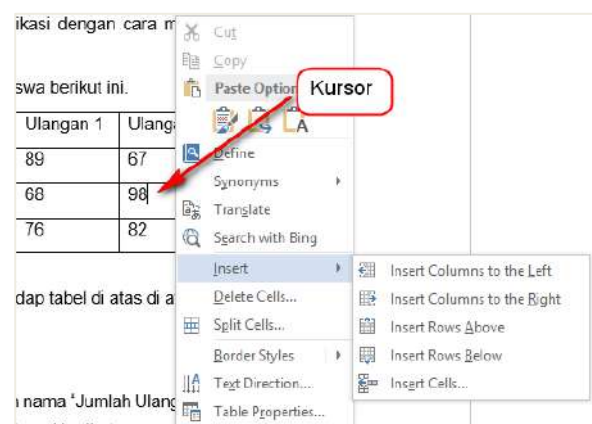 ikasi dengan cara m
swa berikut ini.
Ulangan 1 Ulanga
89 67
68 98
76 82
dap tabel di atas di a
nama "Jumlah Ulang
Cut
Copy
Paste Option
Kursor
Define
Synonyms
Translate
Search with Bing
Insert
Delete Cells...
Split Cells...
Border Styles
Text Direction...
Table Properties...
Insert Columns to the Left
Insert Columns to the Right
Insert Rows Above
Insert Rows Below
Insert Cells...